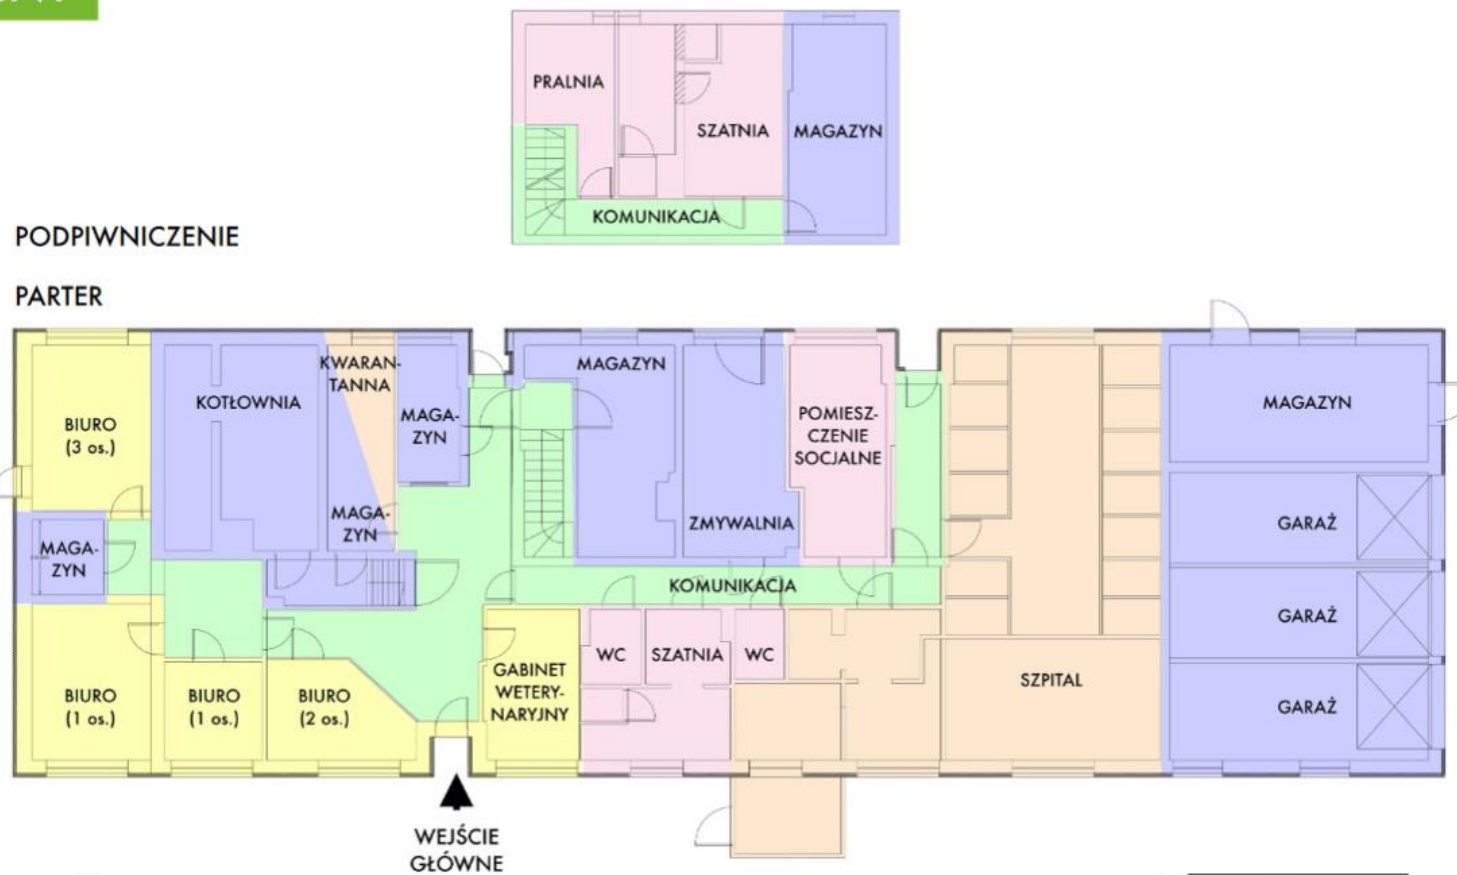 PRALNIA
SZATNIA
MAGAZYN
KOMUNIKACJA
PODPIWNICZENIE
PARTER
BIURO
(3 os.)
KOTŁOWNIA
KWARAN-
TANNA
MAGA-
ZYN
MAGA-
ZYN
MAGAZYN
ZMYWALNIA
POMIESZ-
CZENIE
SOCJALNE
MAGAZYN
MAGA-
ZYN
GARAŻ
KOMUNIKACJA
GARAŻ
BIURO
(1 os.)
BIURO
(1 os.)
BIURO
(2 os.)
GABINET
WETERY-
NARYJNY
WC
SZATNIA
WC
SZPITAL
GARAŻ
WEJŚCIE
GŁÓWNE